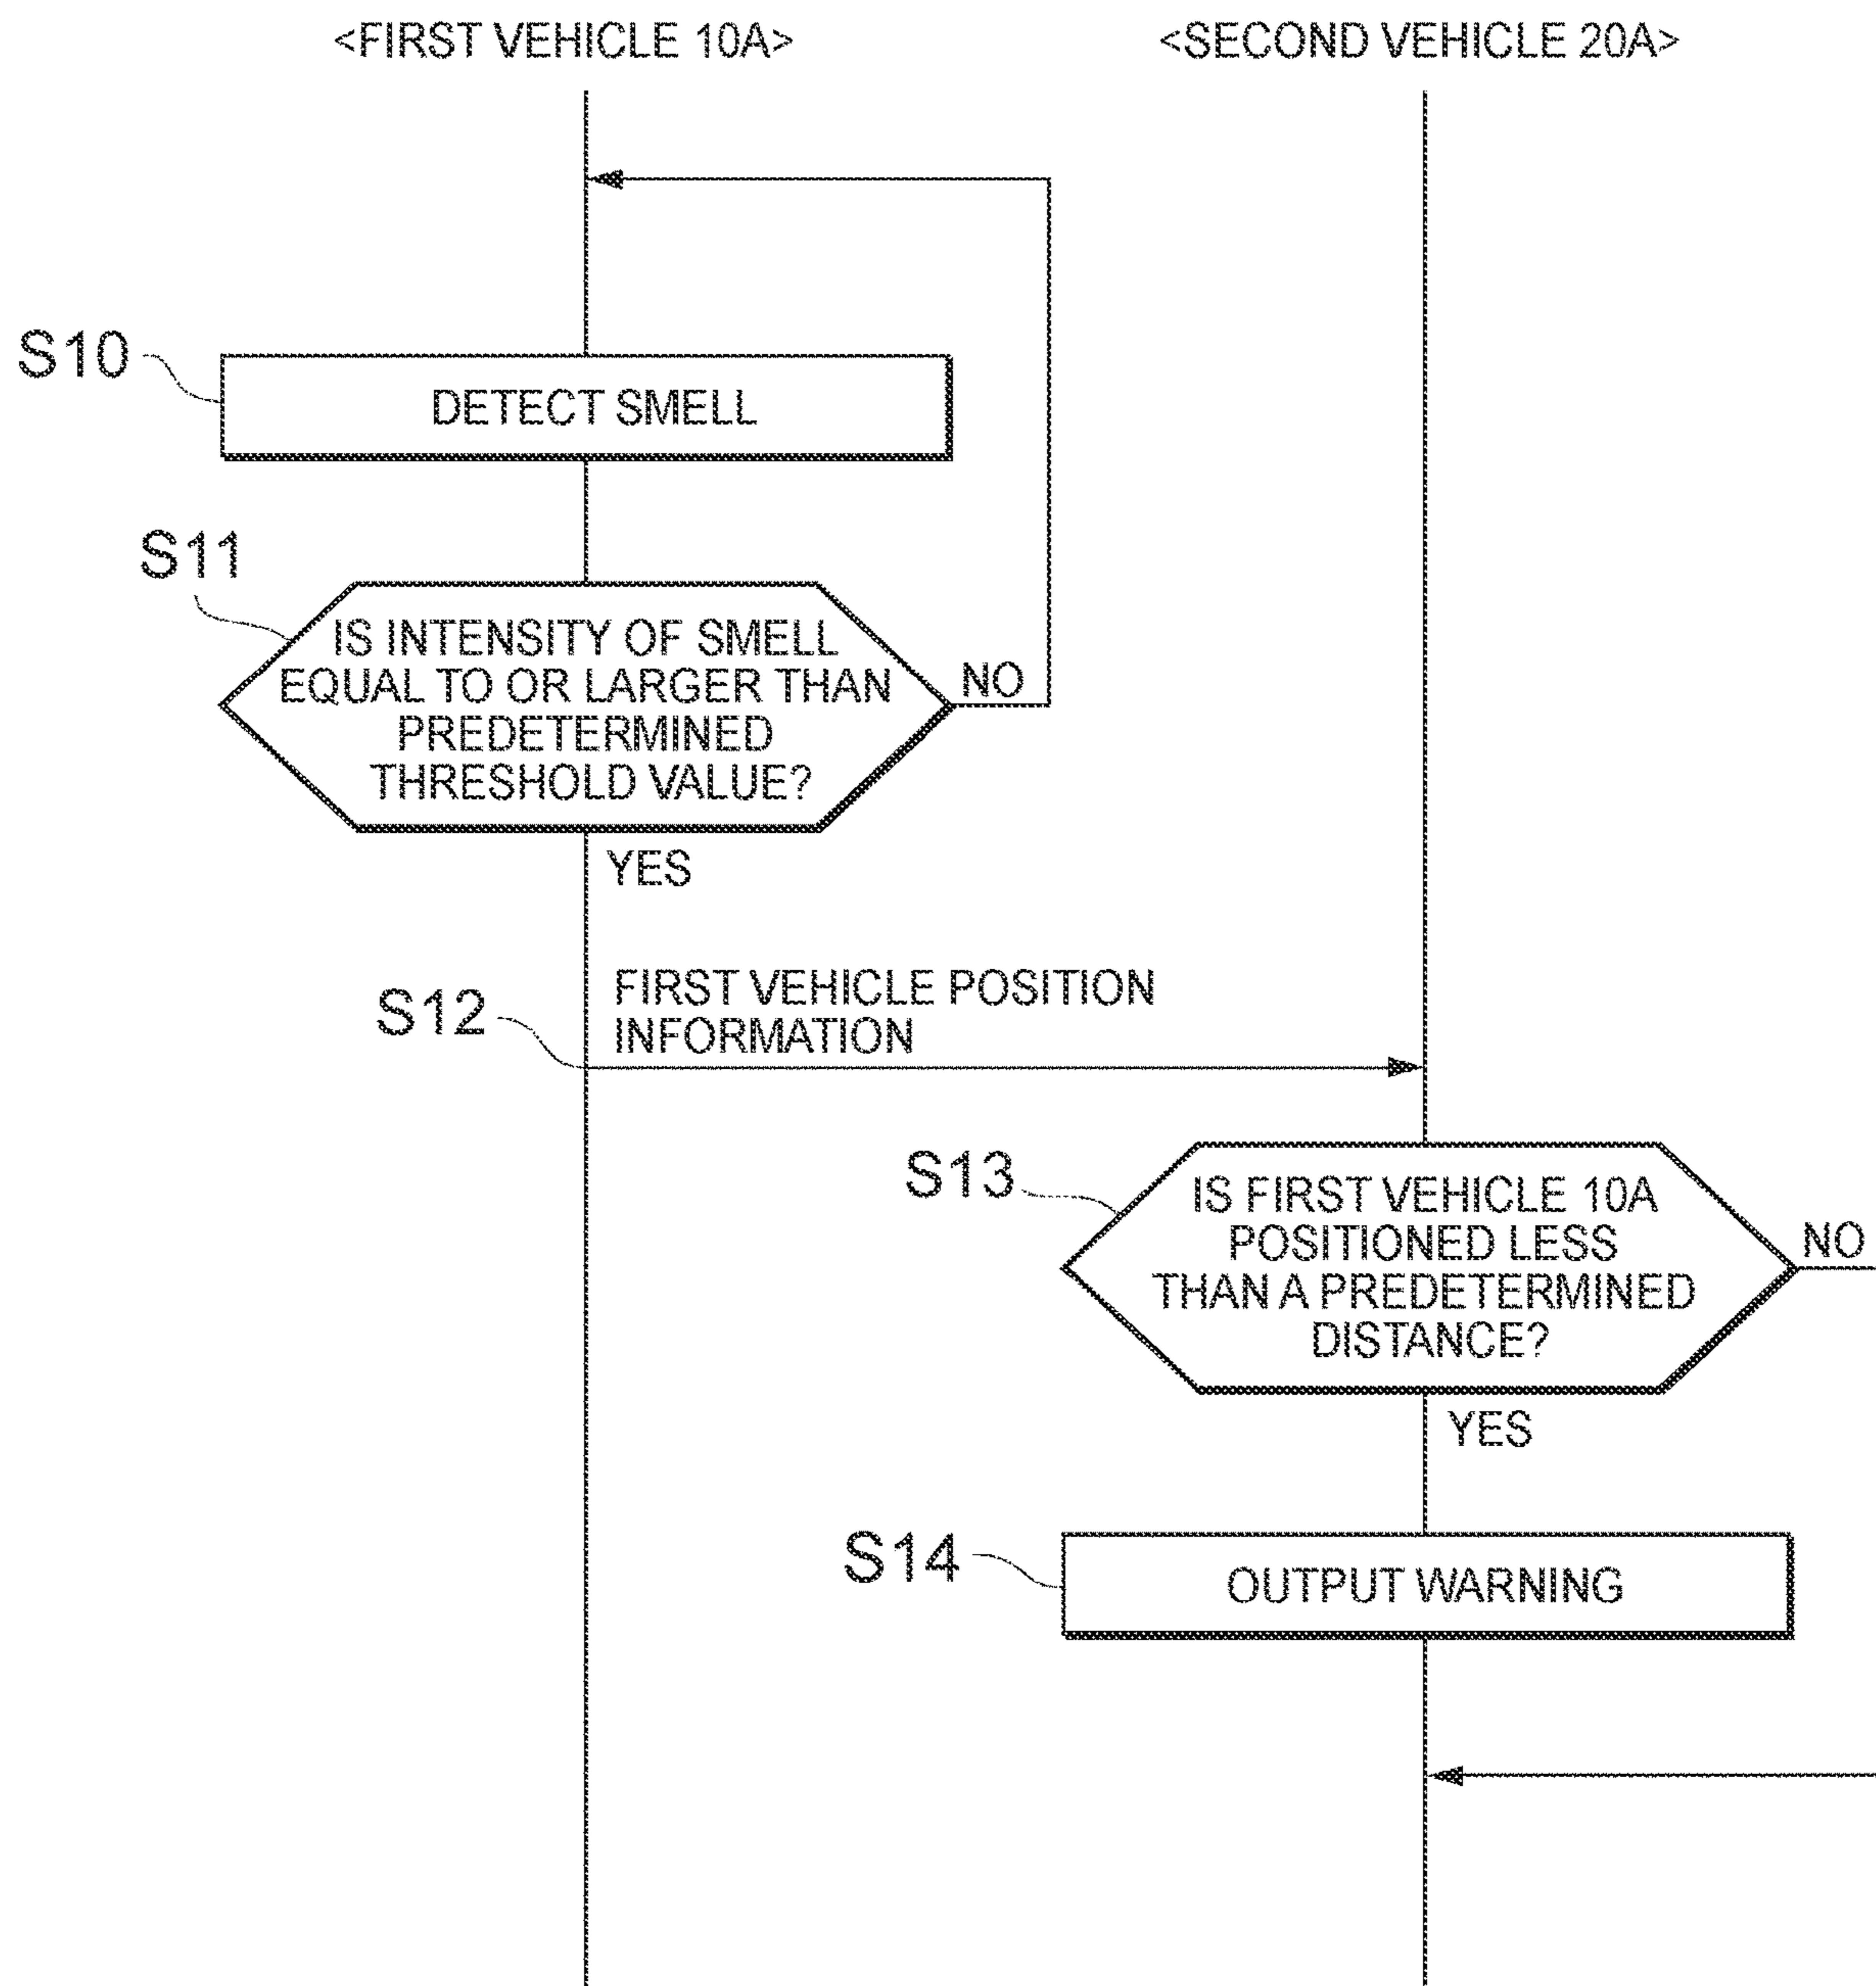 <FIRST VEHICLE 10A>
<SECOND VEHICLE 20A>
S10
DETECT SMELL
S11
IS INTENSITY OF SMELL
EQUAL TO OR LARGER THAN
PREDETERMINED
THRESHOLD VALUE?
NO
YES
S12
FIRST VEHICLE POSITION
INFORMATION
S13
IS FIRST VEHICLE 10A
POSITIONED LESS
THAN A PREDETERMINED
DISTANCE?
NO
YES
S14
OUTPUT WARNING